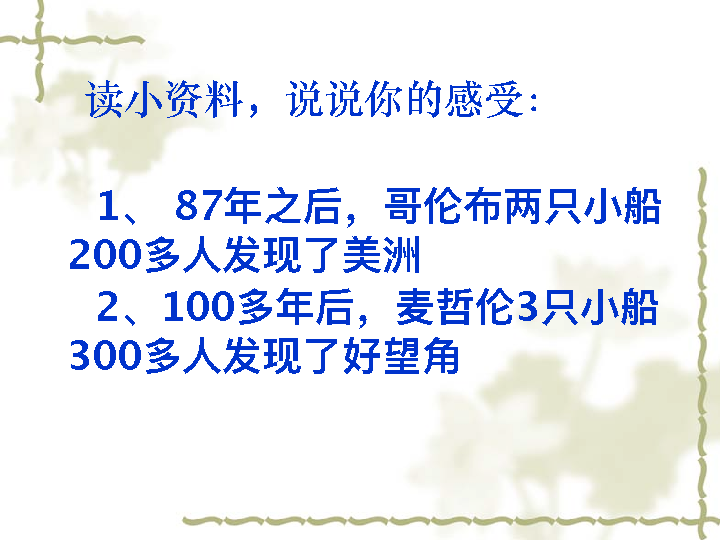 读小资料，说说你的感受：
1、 87年之后，哥伦布两只小船
200多人发现了美洲
2、100多年后，麦哲伦3只小船
300多人发现了好望角